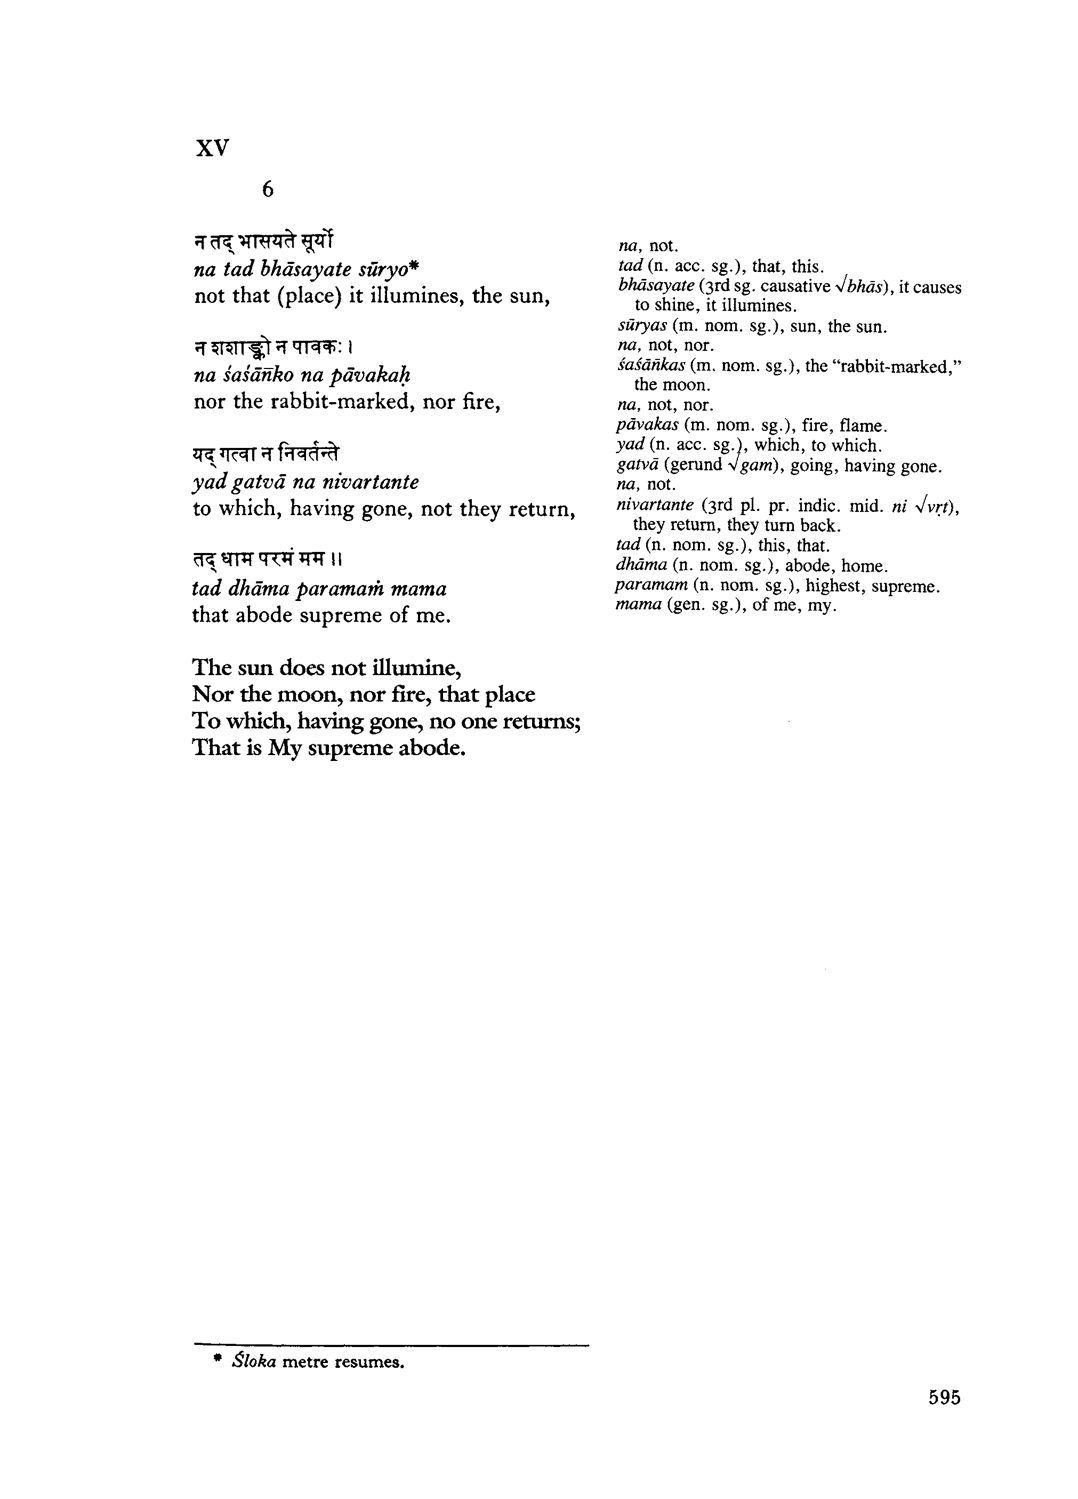 XV
6
न तद् भासयते सूर्यो
na tad bhāsayate sūryo*
not that (place) it illumines, the sun,
न शशाङ्को न पावकः ।
na śaśān̄ko na pāvakaḥ
nor the rabbit-marked, nor fire,
यद् गत्वा न निवर्तन्ते
yad gatvā na nivartante
to which, having gone, not they return,
तद् धाम परमं मम ॥
tad dhāma paramaṁ mama
that abode supreme of me.
The sun does not illumine,
Nor the moon, nor fire, that place
To which, having gone, no one returns;
That is My supreme abode.
na, not.
tad (n. acc. sg.), that, this.
bhāsayate (3rd sg. causative √bhās), it causes
to shine, it illumines.
sūryas (m. nom. sg.), sun, the sun.
na, not, nor.
śaśān̄kas (m. nom. sg.), the “rabbit-marked,”
the moon.
na, not, nor.
pāvakas (m. nom. sg.), fire, flame.
yad (n. acc. sg.), which, to which.
gatvā (gerund √gam), going, having gone.
na, not.
nivartante (3rd pl. pr. indic. mid. ni √vṛt),
they return, they turn back.
tad (n. nom. sg.), this, that.
dhāma (n. nom. sg.), abode, home.
paramam (n. nom. sg.), highest, supreme.
mama (gen. sg.), of me, my.
* Śloka metre resumes.
595